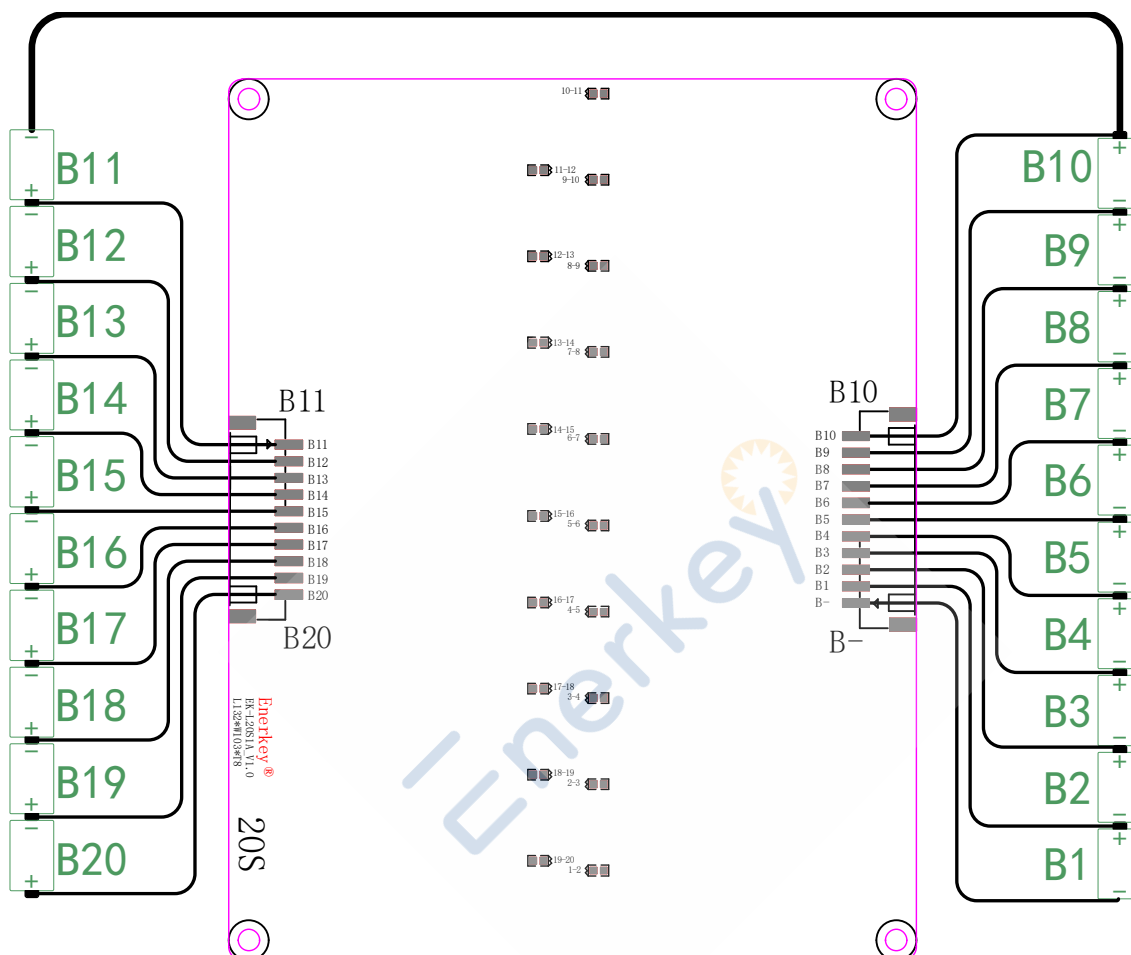 10-11
11-12
9-10
12-13
8-9
13-14
7-8
14-15
6-7
15-16
5-6
16-17
4-5
17-18
3-4
18-19
2-3
19-20
1-2
B11
B12
B13
B14
B15
B16
B17
B18
B19
B20
B11
B11
B12
B13
B14
B15
B16
B17
B18
B19
B20
B20
B10
B10
B9
B8
B7
B6
B5
B4
B3
B2
B1
B-
B-
B10
B9
B8
B7
B6
B5
B4
B3
B2
B1
Enerkey®
EK-L20S1A_V1.0
L132*W103*T8
20S
Enerkey